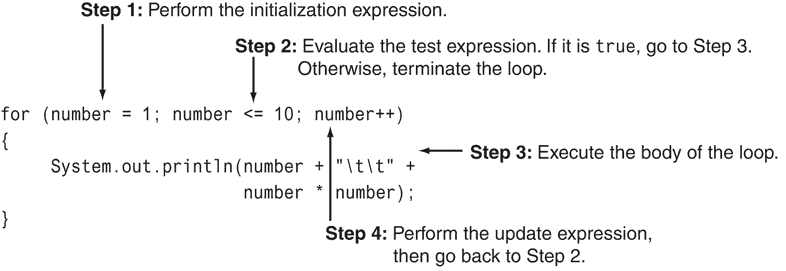 Step 1: Perform the initialization expression.
Step 2: Evaluate the test expression. If it is true, go to Step 3.
Otherwise, terminate the loop.
for (number = 1; number <= 10; number++)
{
System.out.println(number + "\t\t" +
number * number);
Step 3: Execute the body of the loop.
}
Step 4: Perform the update expression,
then go back to Step 2.